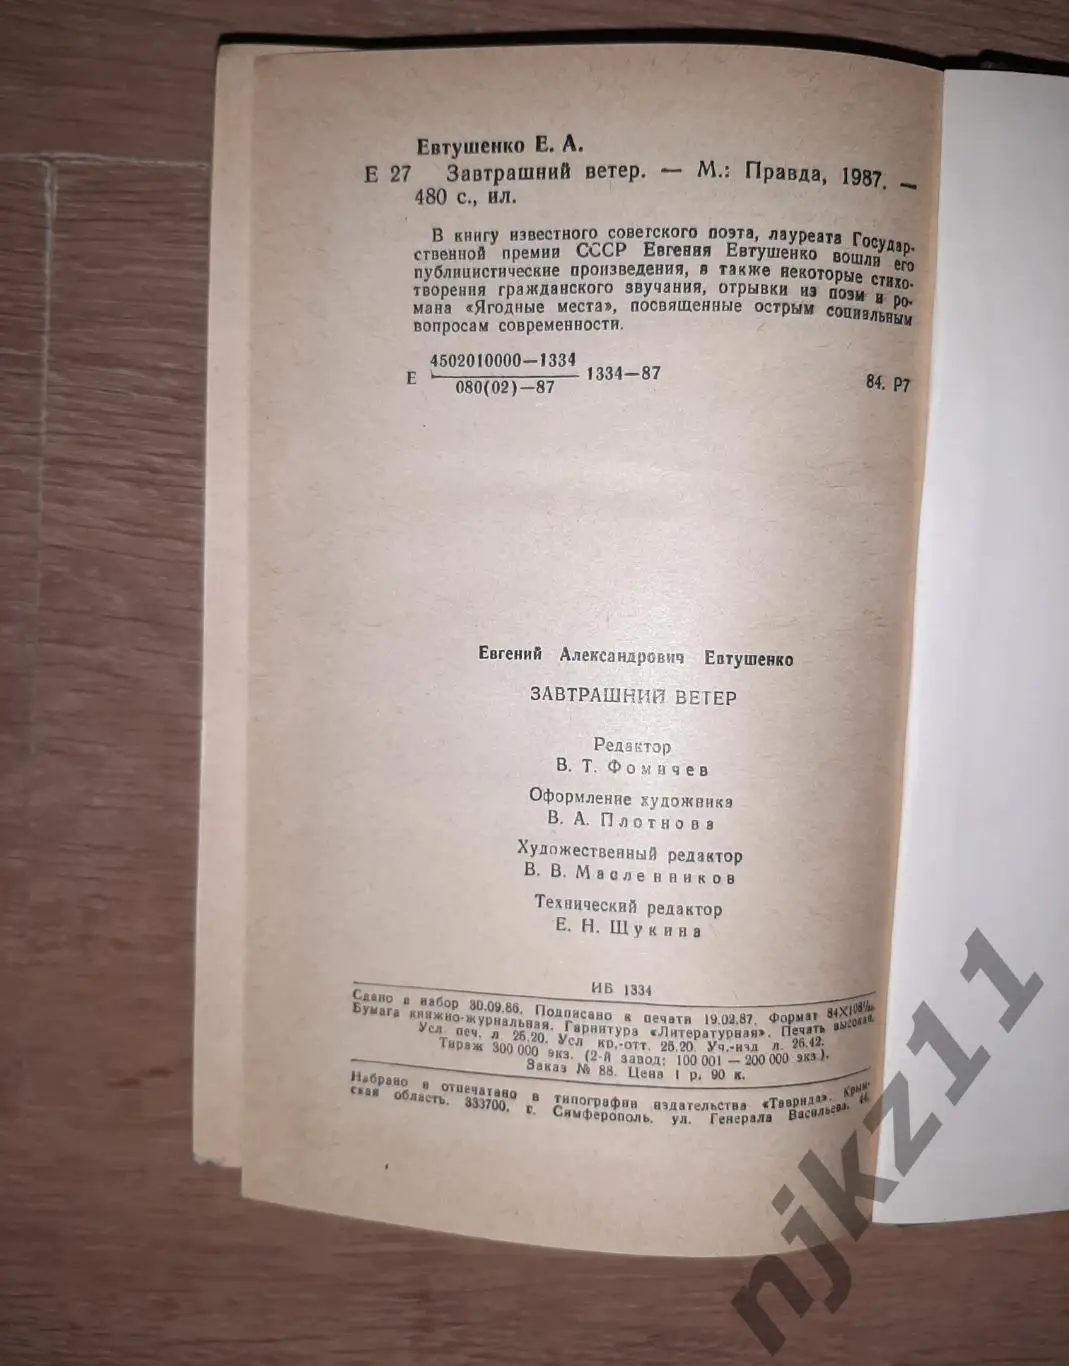 Евтушенко Е. А.
Е 27 Завтрашний ветер. — М.: Правда, 1987. —
480 с., ил.
В книгу известного советского поэта, лауреата Государ-
ственной премии СССР Евгения Евтушенко вошли его
публицистические произведения, а также некоторые стихо-
творения гражданского звучания, отрывки из поэм и ро-
мана «Ягодные места», посвященные острым социальным
вопросам современности.
4502010000—1334
Е 1334—87
080(02)—87
84. Р7
Евгений Александрович Евтушенко
ЗАВТРАШНИЙ ВЕТЕР
Редактор
В. Т. Фомичев
Оформление художника
В. А. Плотнова
Художественный редактор
В. В. Масленников
Технический редактор
Е. Н. Щукина
ИБ 1334
Сдано в набор 30.09.86. Подписано к печати 19.02.87. Формат 84Х108¹/₃₂.
Бумага книжно-журнальная. Гарнитура «Литературная». Печать высокая.
Усл. печ. л 25.20. Усл кр.-отт. 25.20. Уч.-изд л. 26.42.
Тираж 300 000 экз. (2-й завод: 100 001 — 200 000 экз.).
Заказ № 88. Цена 1 р. 90 к.
Набрано и отпечатано в типографии издательства «Таврида». Крым-
ская область. 333700, г. Симферополь. ул. Генерала Васильева. 44.
njkz11